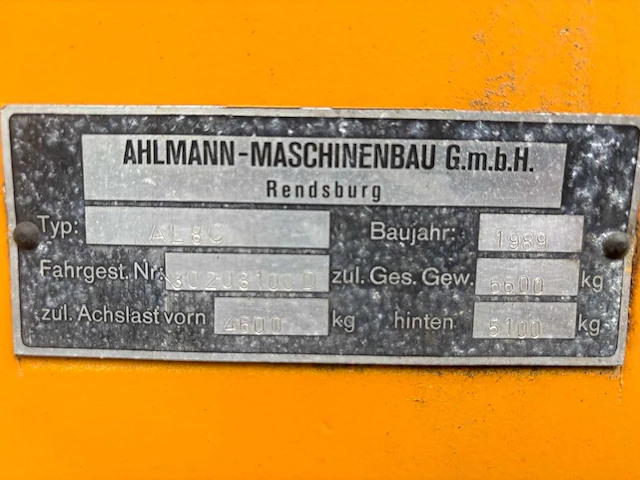 AHLMANN-MASCHINENBAU G.m.b.H.
Rendsburg
Typ: AL8C Baujahr: 1989
Fahrgest. Nr. zul. Ges. Gew. 6600 kg
zul. Achslast vorn 4600 kg hinten 5100 kg